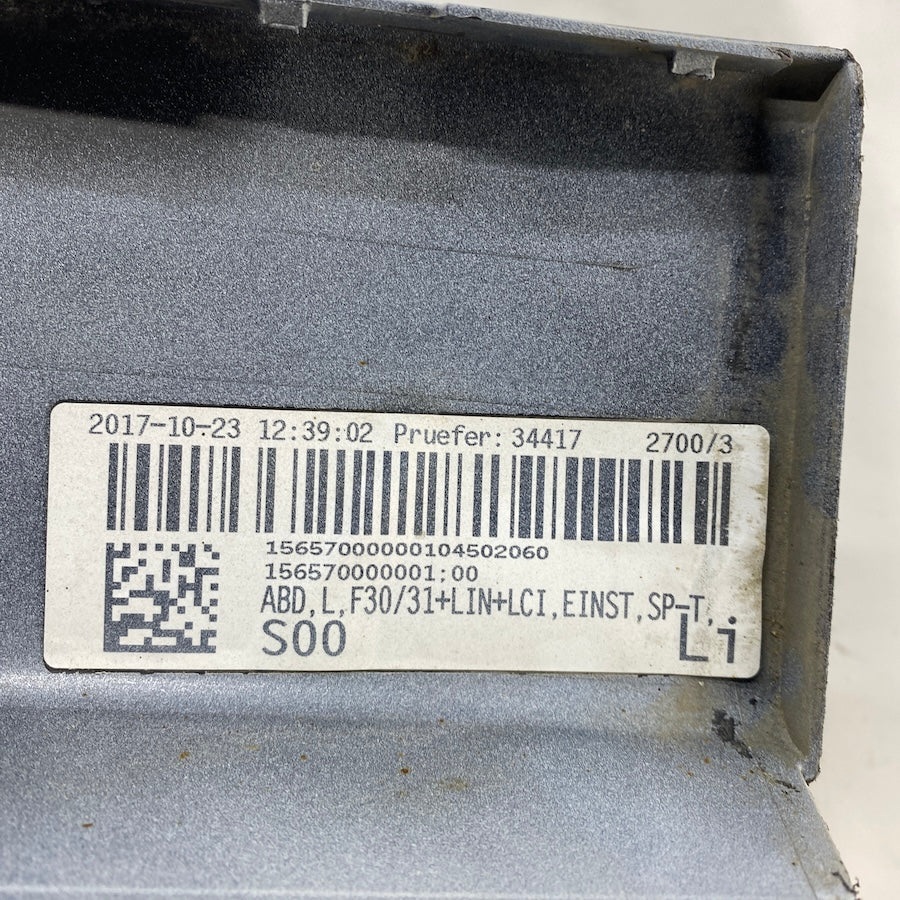 2017-10-23 12:39:02 Pruefer: 34417 2700/3
15657000000104502060
156570000001;00
ABD,L,F30/31+LIN+LCI,EINST,SP-T,
S00 Li